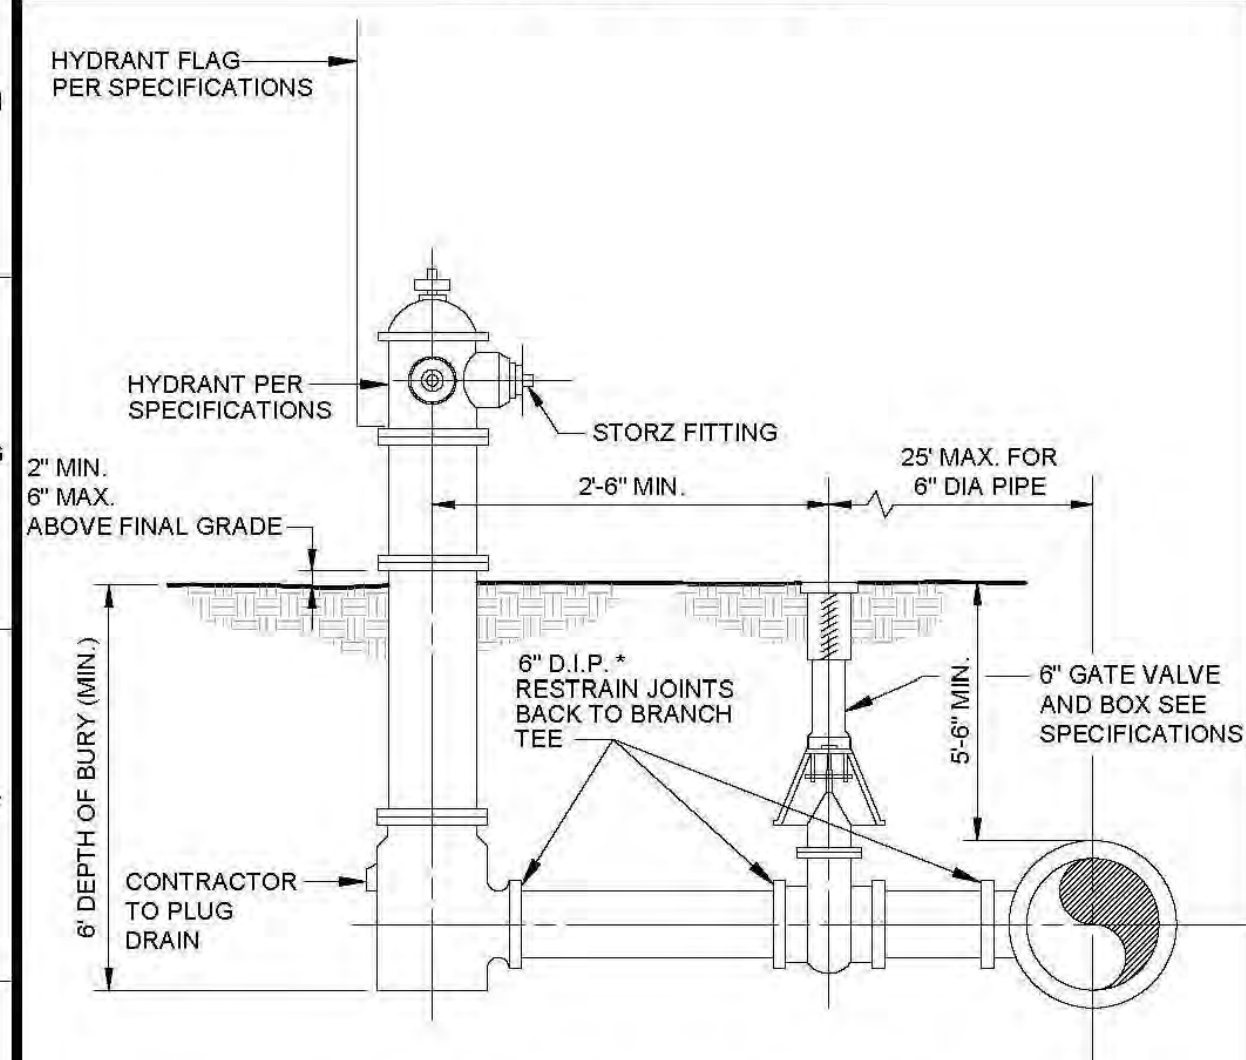 HYDRANT FLAG
PER SPECIFICATIONS
HYDRANT PER
SPECIFICATIONS
STORZ FITTING
2" MIN.
6" MAX.
ABOVE FINAL GRADE
2'-6" MIN.
25' MAX. FOR
6" DIA PIPE
6' DEPTH OF BURY (MIN.)
6" D.I.P. *
RESTRAIN JOINTS
BACK TO BRANCH
TEE
5'-6" MIN.
6" GATE VALVE
AND BOX SEE
SPECIFICATIONS
CONTRACTOR
TO PLUG
DRAIN